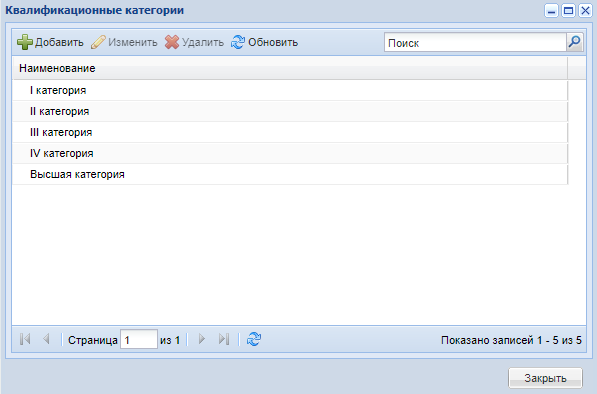 Квалификационные категории
Добавить Изменить Удалить Обновить Поиск
Наименование
I категория
II категория
III категория
IV категория
Высшая категория
Страница 1 из 1 Показано записей 1 - 5 из 5
Закрыть